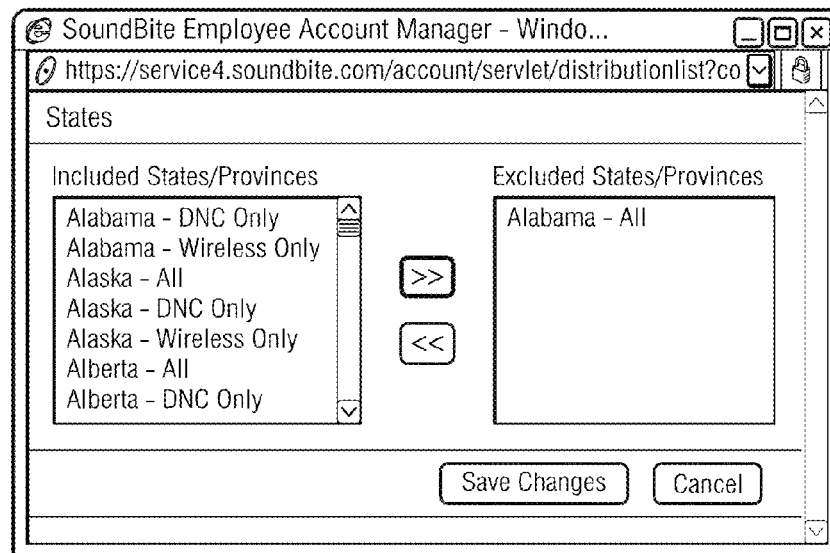 SoundBite Employee Account Manager - Windo...
https://service4.soundbite.com/account/servlet/distributionlist?co
States
Included States/Provinces
Alabama - DNC Only
Alabama - Wireless Only
Alaska - All
Alaska - DNC Only
Alaska - Wireless Only
Alberta - All
Alberta - DNC Only
>>
<<
Excluded States/Provinces
Alabama - All
Save Changes
Cancel